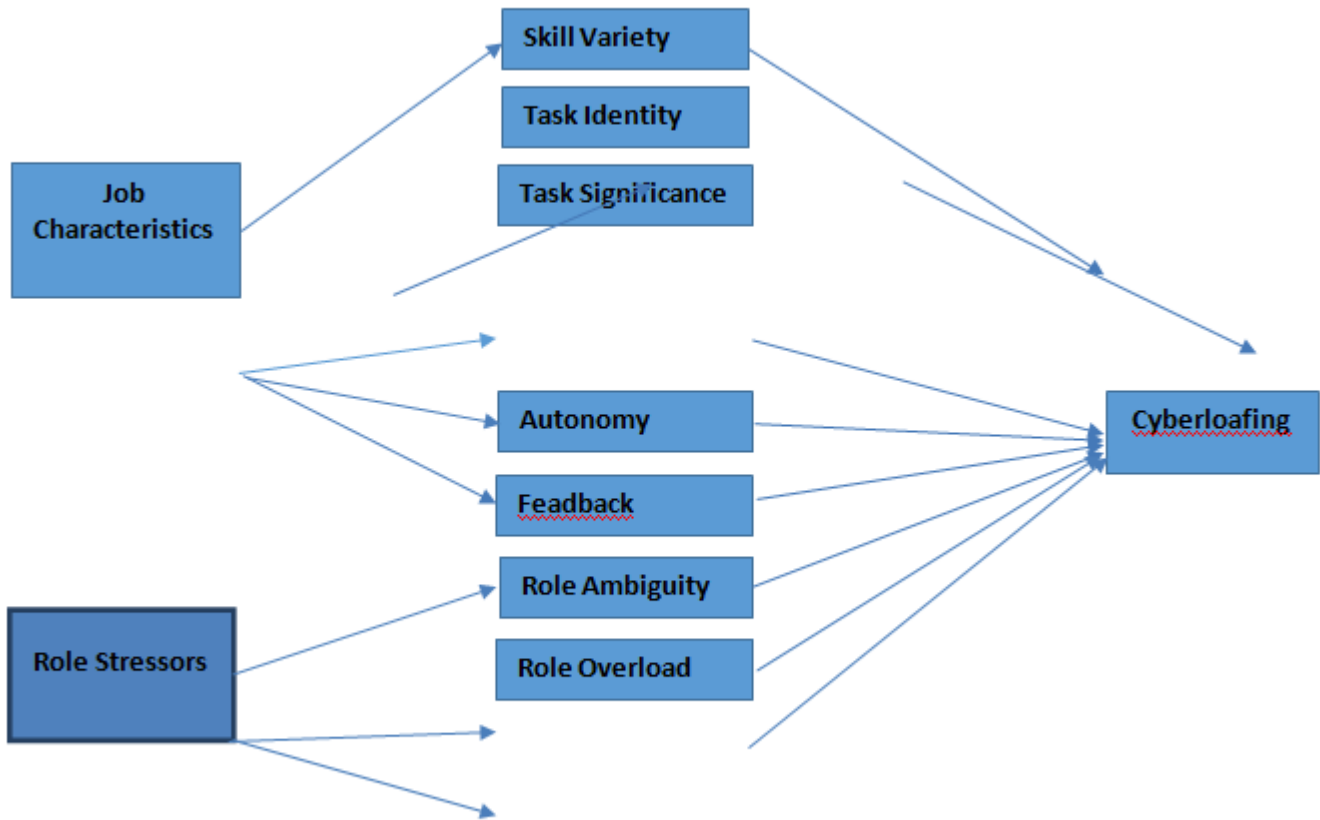 Skill Variety
Task Identity
Task Significance
Job
Characteristics
Autonomy
Cyberloafing
Feadback
Role Ambiguity
Role Overload
Role Stressors